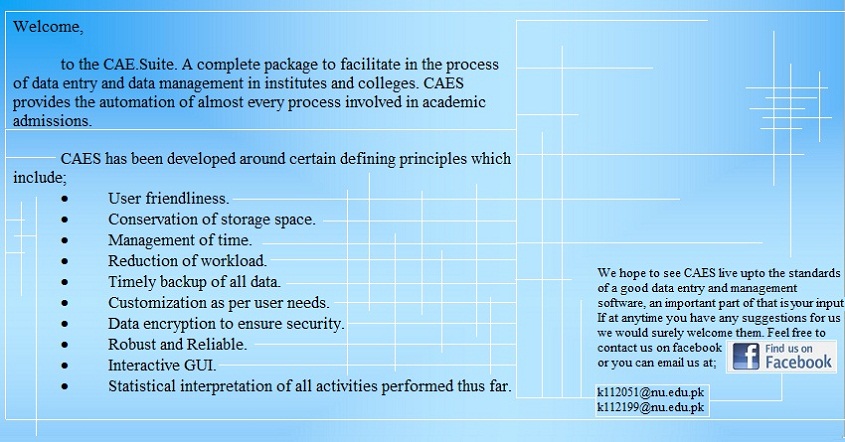 Welcome,
to the CAE.Suite. A complete package to facilitate in the process
of data entry and data management in institutes and colleges. CAES
provides the automation of almost every process involved in academic
admissions.
CAES has been developed around certain defining principles which
include;
• User friendliness.
• Conservation of storage space.
• Management of time.
• Reduction of workload.
• Timely backup of all data.
• Customization as per user needs.
• Data encryption to ensure security.
• Robust and Reliable.
• Interactive GUI.
• Statistical interpretation of all activities performed thus far.
We hope to see CAES live upto the standards
of a good data entry and management
software, an important part of that is your input
If at anytime you have any suggestions for us
we would surely welcome them. Feel free to
contact us on facebook
or you can email us at;
f Find us on
Facebook
k112051@nu.edu.pk
k112199@nu.edu.pk